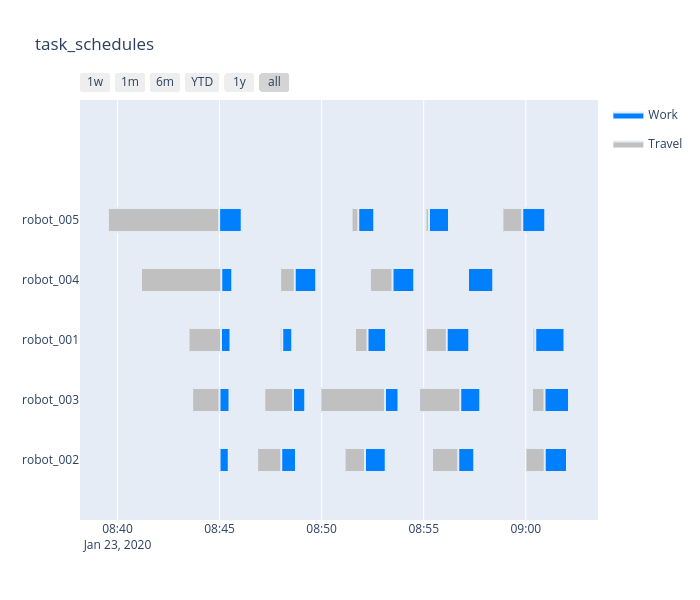 task_schedules
1w 1m 6m YTD 1y all
Work
Travel
robot_005
robot_004
robot_001
robot_003
robot_002
08:40 08:45 08:50 08:55 09:00
Jan 23, 2020